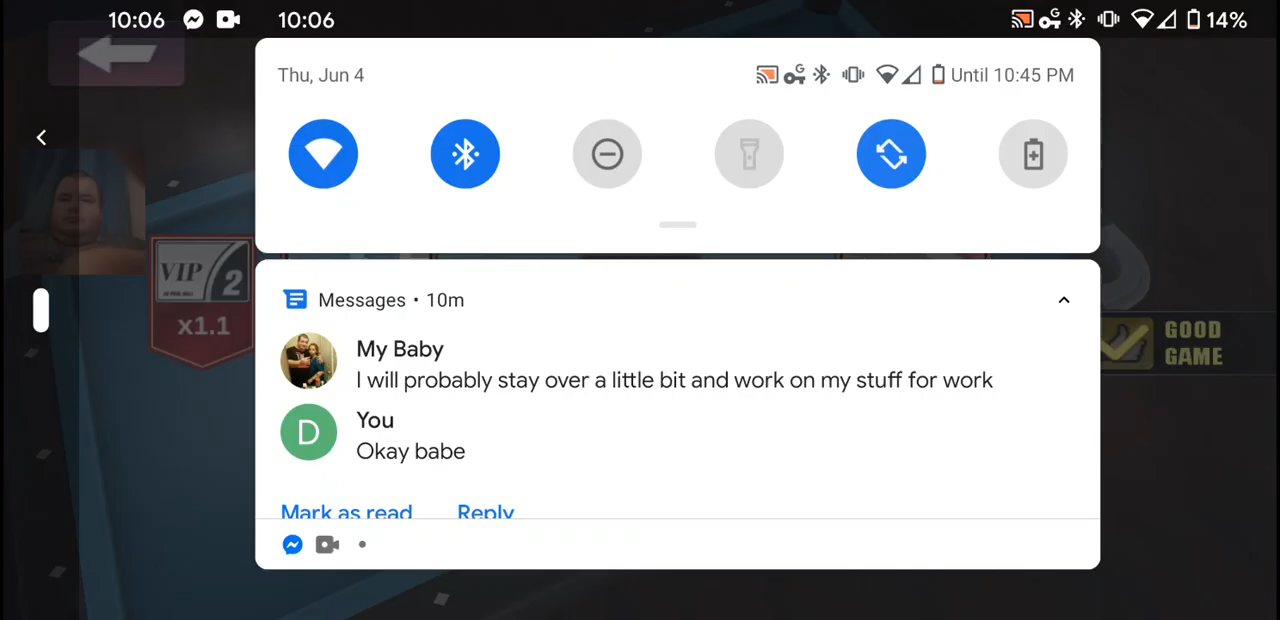 10:06 10:06 14%
Thu, Jun 4 G Until 10:45 PM
VIP 2
x1.1
Messages • 10m
My Baby
I will probably stay over a little bit and work on my stuff for work
D You
Okay babe
Mark as read Reply
GOOD
GAME